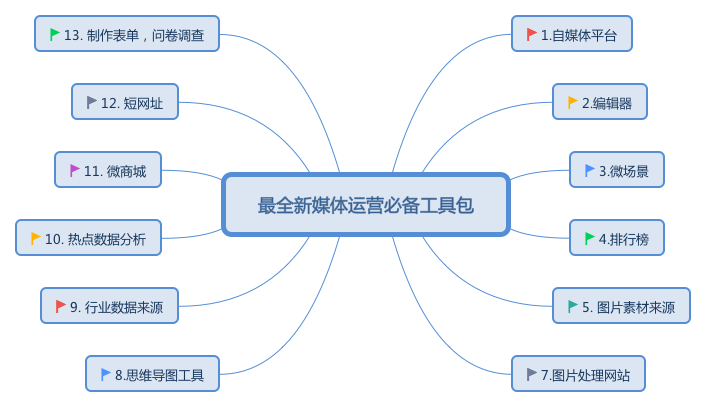 最全新媒体运营必备工具包
1.自媒体平台
2.编辑器
3.微场景
4.排行榜
5. 图片素材来源
7.图片处理网站
8.思维导图工具
9. 行业数据来源
10. 热点数据分析
11. 微商城
12. 短网址
13. 制作表单，问卷调查